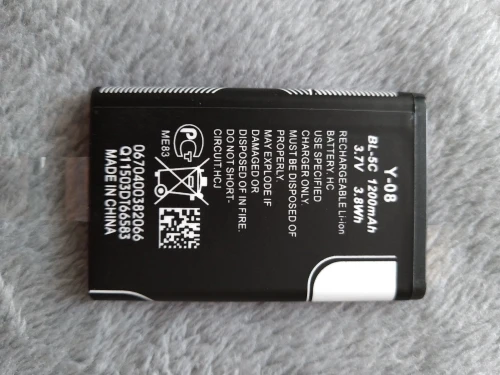 Y-08
BL-5C 1200mAh
3.7V 3.8Wh
RECHARGEABLE Li-ion
BATTERY. HC
USE SPECIFIED
CHARGER ONLY.
MUST BE DISPOSED OF
PROPERLY.
MAY EXPLODE IF
DAMAGED OR
DISPOSED OF IN FIRE.
DO NOT SHORT-
CIRCUIT.HCJ
PCT
ME83
0670400382066
Q11503D166583
MADE IN CHINA